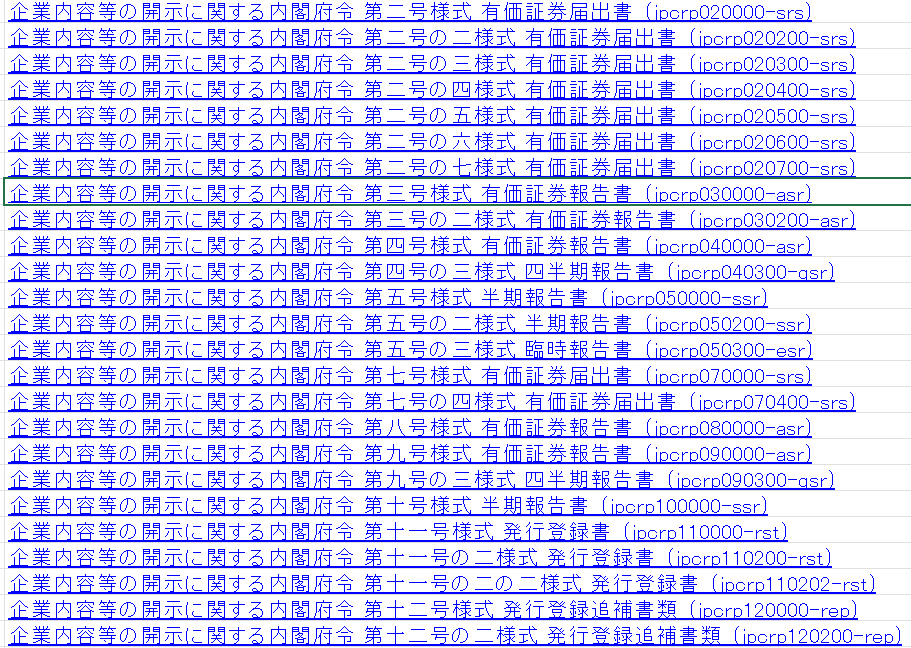 企業内容等の開示に関する内閣府令 第二号様式 有価証券届出書（jpcrp020000-srs）
企業内容等の開示に関する内閣府令 第二号の二様式 有価証券届出書（jpcrp020200-srs）
企業内容等の開示に関する内閣府令 第二号の三様式 有価証券届出書（jpcrp020300-srs）
企業内容等の開示に関する内閣府令 第二号の四様式 有価証券届出書（jpcrp020400-srs）
企業内容等の開示に関する内閣府令 第二号の五様式 有価証券届出書（jpcrp020500-srs）
企業内容等の開示に関する内閣府令 第二号の六様式 有価証券届出書（jpcrp020600-srs）
企業内容等の開示に関する内閣府令 第二号の七様式 有価証券届出書（jpcrp020700-srs）
企業内容等の開示に関する内閣府令 第三号様式 有価証券報告書（jpcrp030000-asr）
企業内容等の開示に関する内閣府令 第三号の二様式 有価証券報告書（jpcrp030200-asr）
企業内容等の開示に関する内閣府令 第四号様式 有価証券報告書（jpcrp040000-asr）
企業内容等の開示に関する内閣府令 第四号の三様式 四半期報告書（jpcrp040300-qsr）
企業内容等の開示に関する内閣府令 第五号様式 半期報告書（jpcrp050000-ssr）
企業内容等の開示に関する内閣府令 第五号の二様式 半期報告書（jpcrp050200-ssr）
企業内容等の開示に関する内閣府令 第五号の三様式 臨時報告書（jpcrp050300-esr）
企業内容等の開示に関する内閣府令 第七号様式 有価証券届出書（jpcrp070000-srs）
企業内容等の開示に関する内閣府令 第七号の四様式 有価証券届出書（jpcrp070400-srs）
企業内容等の開示に関する内閣府令 第八号様式 有価証券報告書（jpcrp080000-asr）
企業内容等の開示に関する内閣府令 第九号様式 有価証券報告書（jpcrp090000-asr）
企業内容等の開示に関する内閣府令 第九号の三様式 四半期報告書（jpcrp090300-qsr）
企業内容等の開示に関する内閣府令 第十号様式 半期報告書（jpcrp100000-ssr）
企業内容等の開示に関する内閣府令 第十一号様式 発行登録書（jpcrp110000-rst）
企業内容等の開示に関する内閣府令 第十一号の二様式 発行登録書（jpcrp110200-rst）
企業内容等の開示に関する内閣府令 第十一号の二の二様式 発行登録書（jpcrp110202-rst）
企業内容等の開示に関する内閣府令 第十二号様式 発行登録追補書類（jpcrp120000-rep）
企業内容等の開示に関する内閣府令 第十二号の二様式 発行登録追補書類（jpcrp120200-rep）